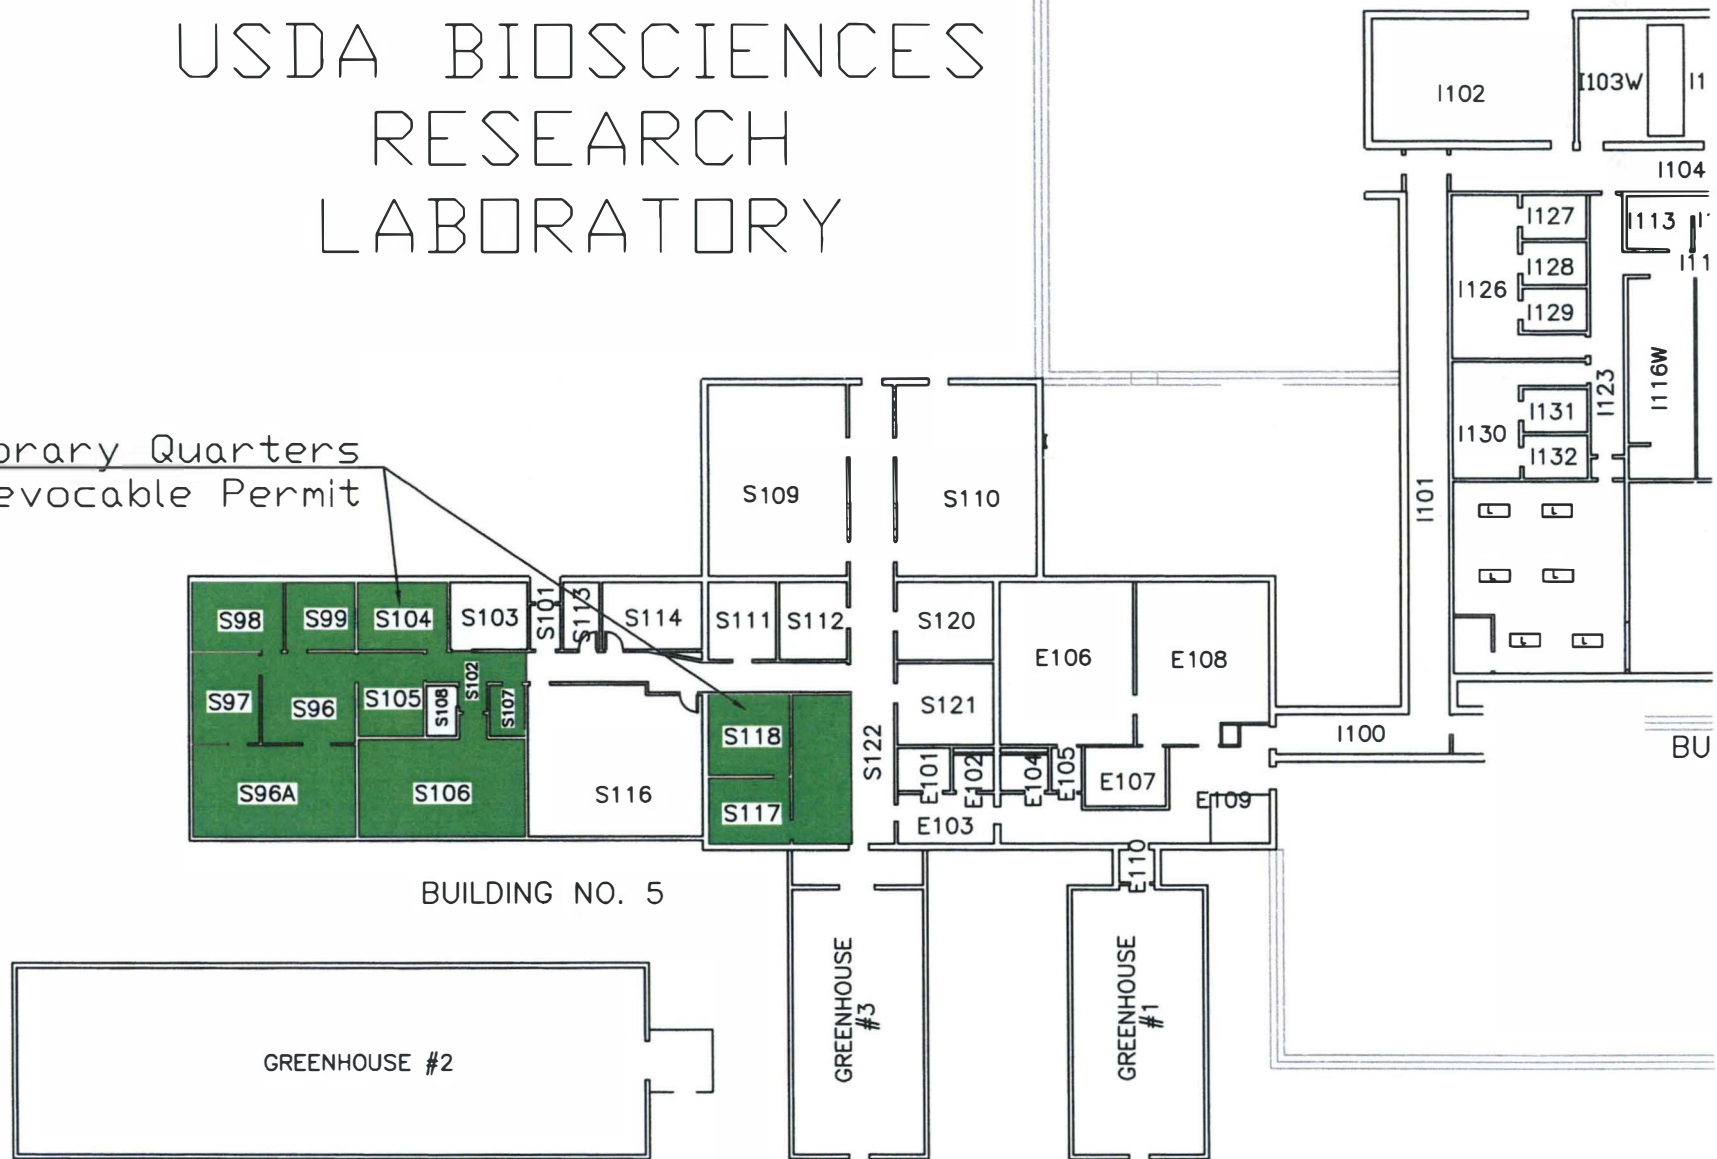 USDA BIOSCIENCES
RESEARCH
LABORATORY
I102
I103W
I104
I127
I113
I128
I126
I129
I116W
I123
I131
I130
I132
I101
L L
L L
L L
Quarters
Permit
S109
S110
S98
S99
S104
S103
S101
S113
S114
S111
S112
S120
E106
E108
S97
S96
S105
S108
S102
S107
S118
S122
S121
I100
BU
S96A
S106
S116
S117
E101
E102
E104
E105
E107
E109
E103
E110
BUILDING NO. 5
GREENHOUSE #2
GREENHOUSE
#3
GREENHOUSE
#1